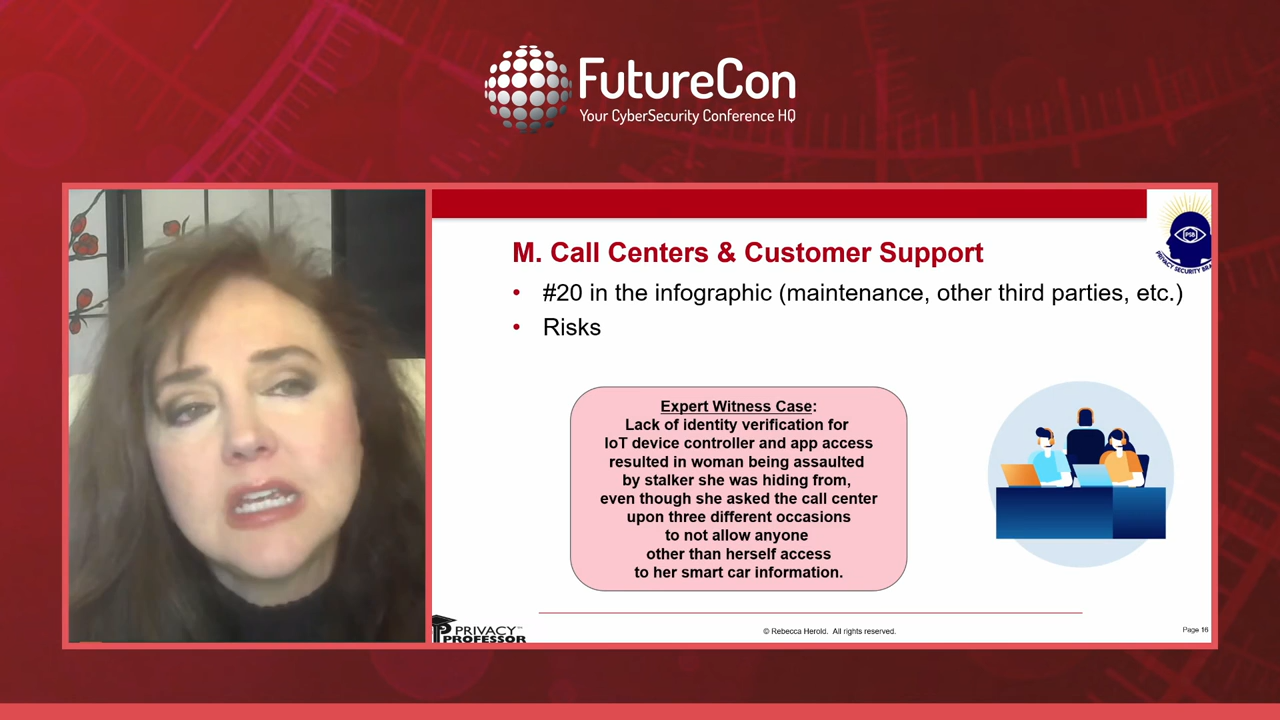 FutureCon
Your CyberSecurity Conference HQ
M. Call Centers & Customer Support
• #20 in the infographic (maintenance, other third parties, etc.)
• Risks
Expert Witness Case:
Lack of identity verification for
IoT device controller and app access
resulted in woman being assaulted
by stalker she was hiding from,
even though she asked the call center
upon three different occasions
to not allow anyone
other than herself access
to her smart car information.
PSB
PRIVACY SECURITY BRA
PRIVACY
PROFESSOR
© Rebecca Herold. All rights reserved.
Page 16